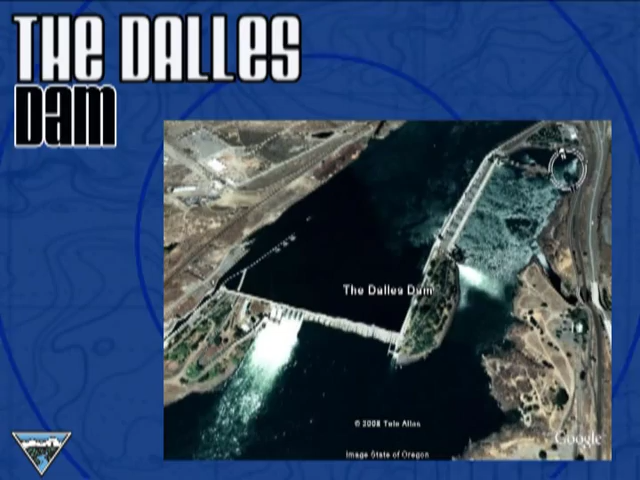 THE DALLES
Dam
The Dalles Dam
© 2008 Tele Atlas
Image State of Oregon
Google